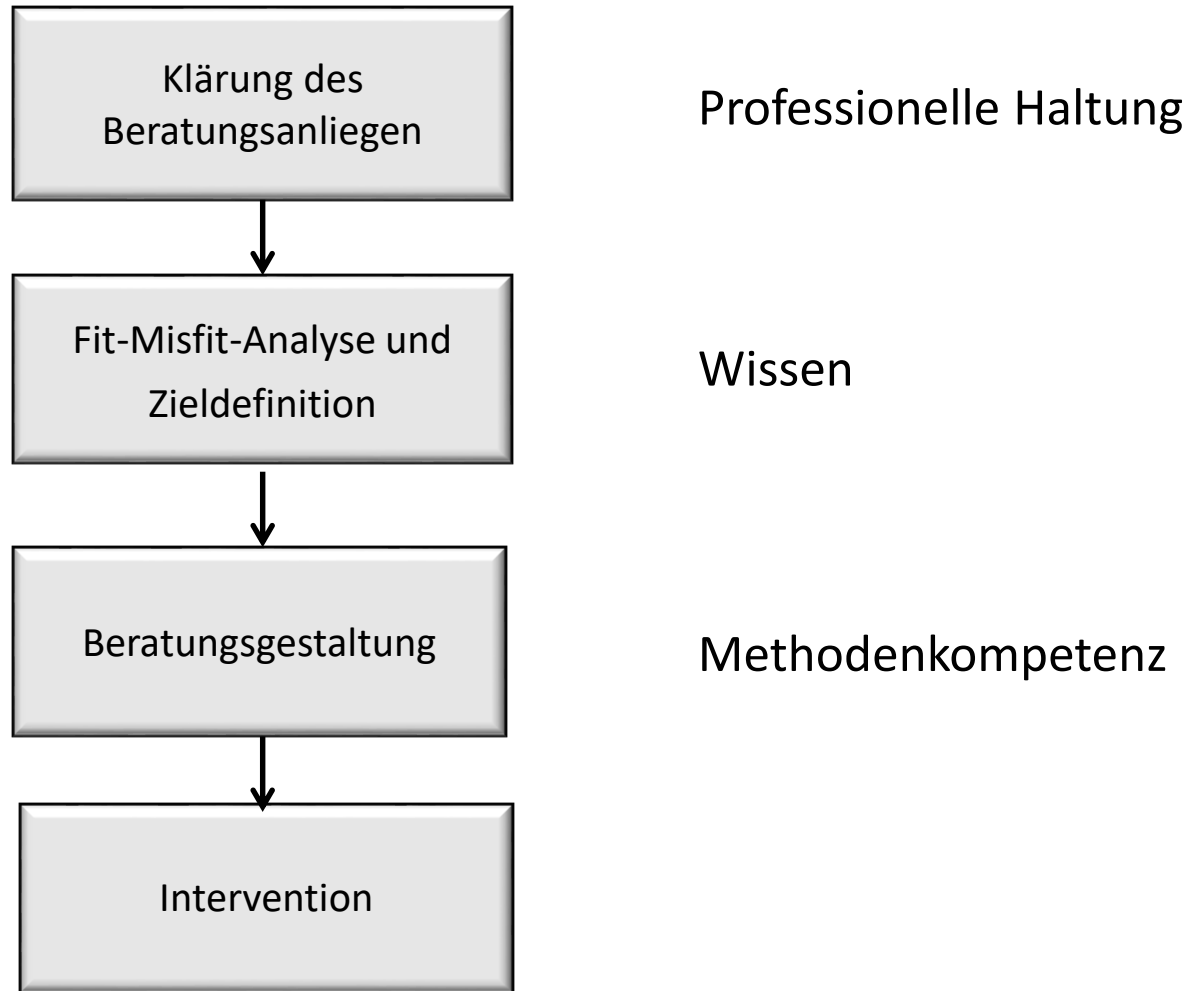 Klärung des
Beratungsanliegen
Professionelle Haltung
Fit-Misfit-Analyse und
Zieldefinition
Wissen
Beratungsgestaltung
Methodenkompetenz
Intervention